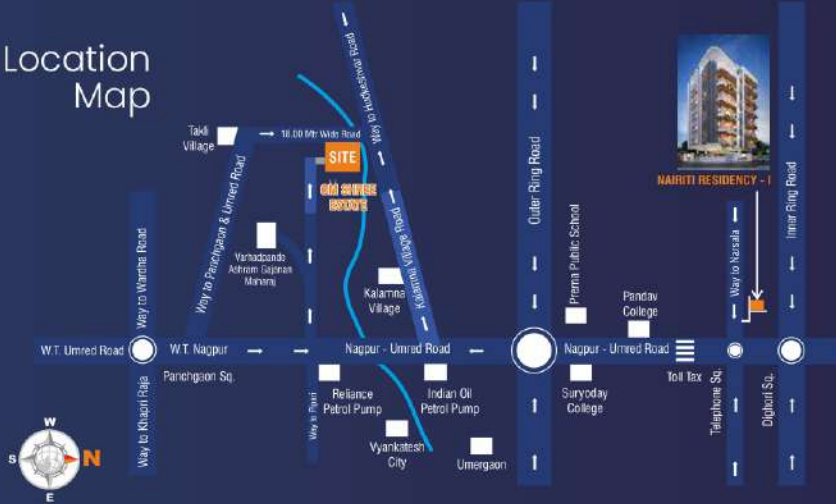 Location
Map
Takli
Village
18.00 Mtr Wide Road
Way to Hudkeshwar Road
SITE
OM SHREE
ESTATE
Way to Panchgaon & Umred Road
Varhadpande
Ashram Gajanan
Maharaj
Way to Wardha Road
Kalamna Village Road
Kalamna
Village
Outer Ring Road
Prerna Public School
Pandav
College
NAIRITI RESIDENCY - I
Way to Narsala
Inner Ring Road
W.T. Umred Road
W.T. Nagpur
Nagpur - Umred Road
Nagpur - Umred Road
Panchgaon Sq.
Way to Khapri Raja
Way to
Reliance
Petrol Pump
Indian Oil
Petrol Pump
Suryoday
College
Toll Tax
Telephone Sq.
Dighori Sq.
Vyankatesh
City
Umergaon
W
S
N
E